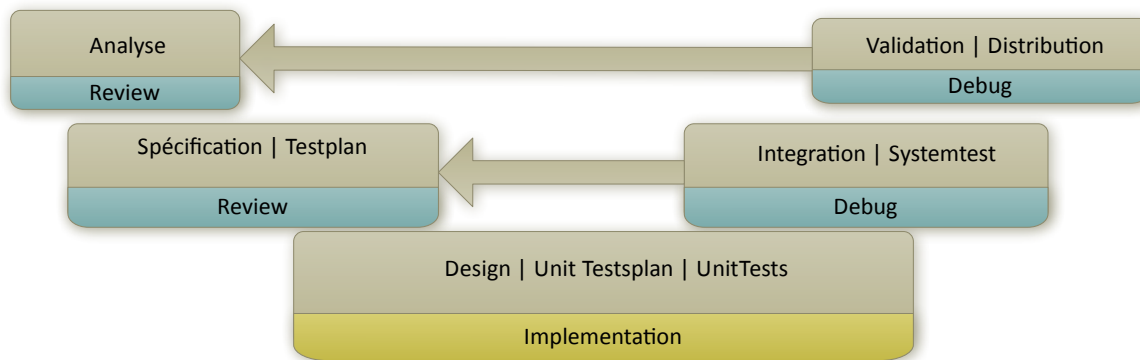 Analyse
Validation | Distribution
Review
Debug
Spécification | Testplan
Integration | Systemtest
Review
Debug
Design | Unit Testsplan | UnitTests
Implementation